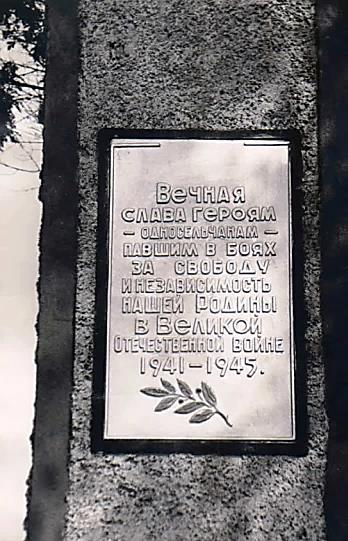 Вечная
слава героям
– односельчанам –
павшим в боях
за свободу
и независимость
нашей Родины
в Великой
Отечественной войне
1941–1945.